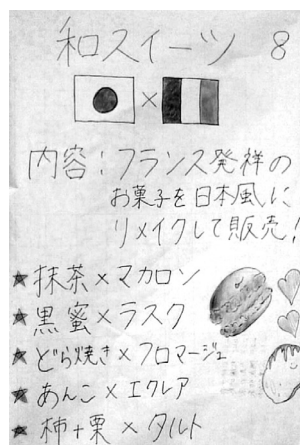 和スイーツ 8
×
内容：フランス発祥の
お菓子を日本風に
リメイクして販売！
★抹茶×マカロン
★黒蜜×ラスク
★どら焼き×フロマージュ
★あんこ×エクレア
★柿+栗×タルト